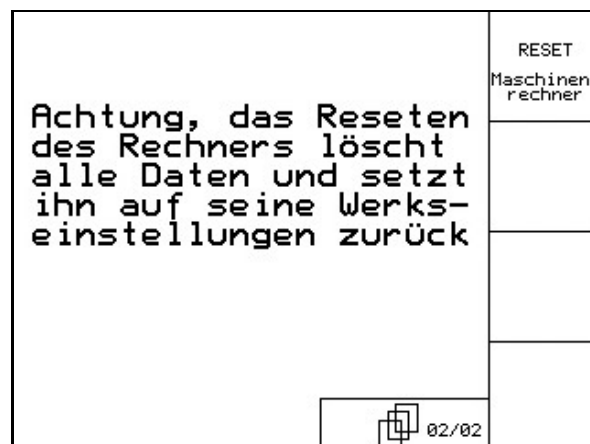 RESET
Maschinen
rechner
Achtung, das Reseten
des Rechners löscht
alle Daten und setzt
ihn auf seine Werks-
einstellungen zurück
02/02